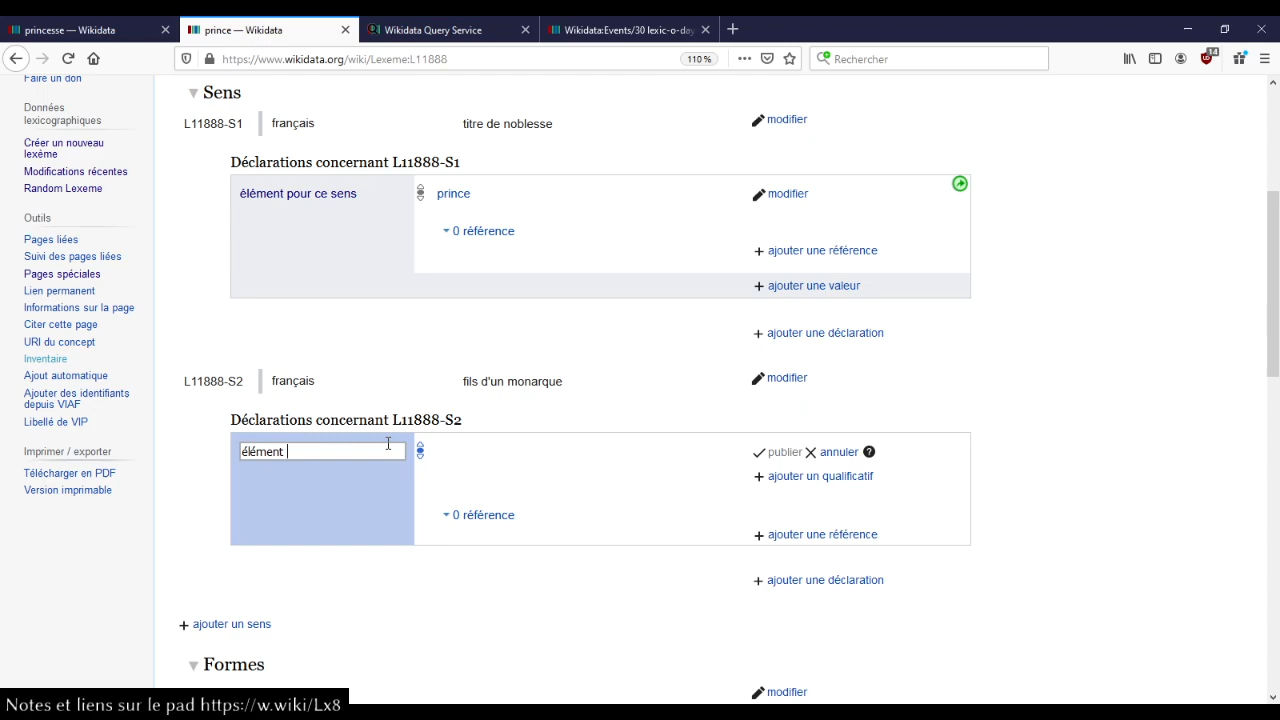 princesse — Wikidata
prince — Wikidata
Wikidata Query Service
Wikidata:Events/30 lexic-o-day
https://www.wikidata.org/wiki/Lexeme:L11888
110 %
Rechercher
14
Faire un don
Données
lexicographiques
Créer un nouveau
lexème
Modifications récentes
Random Lexeme
Outils
Pages liées
Suivi des pages liées
Pages spéciales
Lien permanent
Informations sur la page
Citer cette page
URI du concept
Inventaire
Ajout automatique
Ajouter des identifiants
depuis VIAF
Libellé de VIP
Imprimer / exporter
Télécharger en PDF
Version imprimable
Sens
L11888-S1
français
titre de noblesse
modifier
Déclarations concernant L11888-S1
élément pour ce sens
prince
modifier
0 référence
+ ajouter une référence
+ ajouter une valeur
+ ajouter une déclaration
L11888-S2
français
fils d'un monarque
modifier
Déclarations concernant L11888-S2
élément
publier
annuler
?
+ ajouter un qualificatif
0 référence
+ ajouter une référence
+ ajouter une déclaration
+ ajouter un sens
Formes
modifier
Notes et liens sur le pad https://w.wiki/Lx8